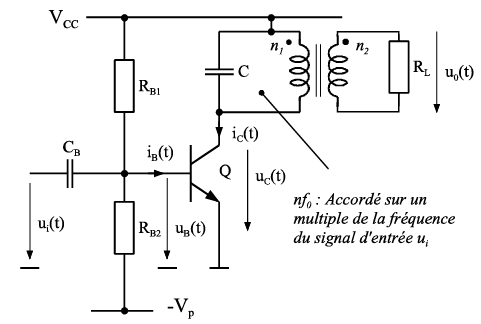 V_CC
n_1
n_2
C
R_B1
R_L
u_0(t)
C_B
i_B(t)
i_C(t)
Q
u_C(t)
u_i(t)
R_B2
u_B(t)
nf_0 : Accordé sur un
multiple de la fréquence
du signal d'entrée u_i
-V_p